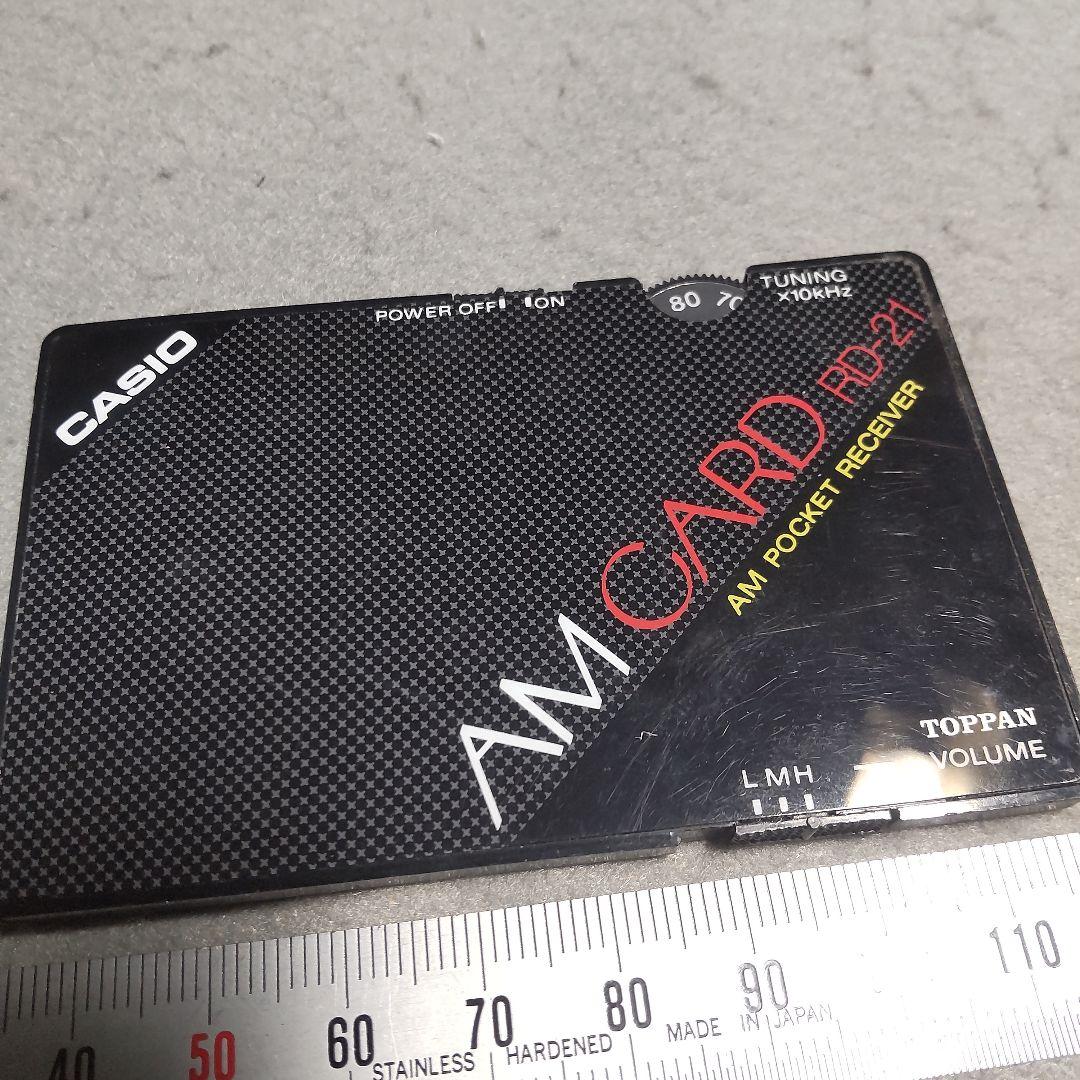 CASIO
POWER OFF ON
80 70
TUNING
x10kHz
AM CARD RD-21
AM POCKET RECEIVER
TOPPAN
VOLUME
L M H
40 50 60 70 80 90 110
STAINLESS HARDENED MADE IN JAPAN